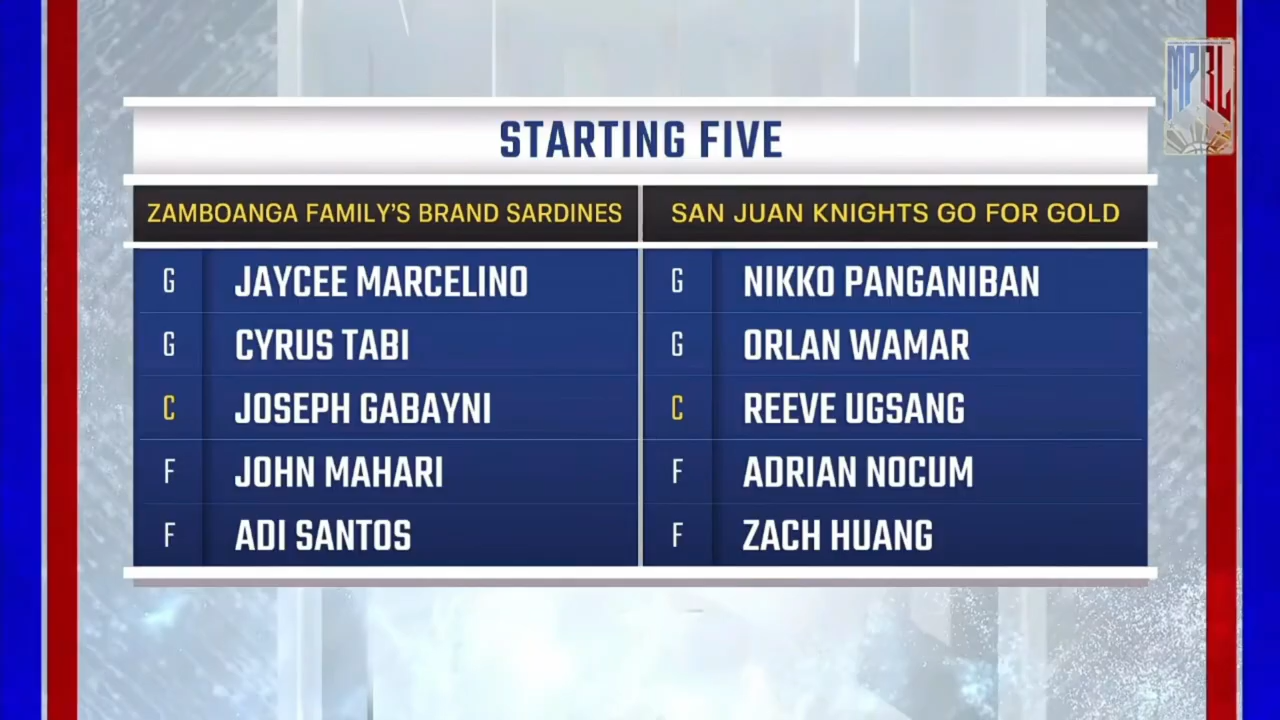 MPBL
STARTING FIVE
ZAMBOANGA FAMILY'S BRAND SARDINES
G JAYCEE MARCELINO
G CYRUS TABI
C JOSEPH GABAYNI
F JOHN MAHARI
F ADI SANTOS
SAN JUAN KNIGHTS GO FOR GOLD
G NIKKO PANGANIBAN
G ORLAN WAMAR
C REEVE UGSANG
F ADRIAN NOCUM
F ZACH HUANG